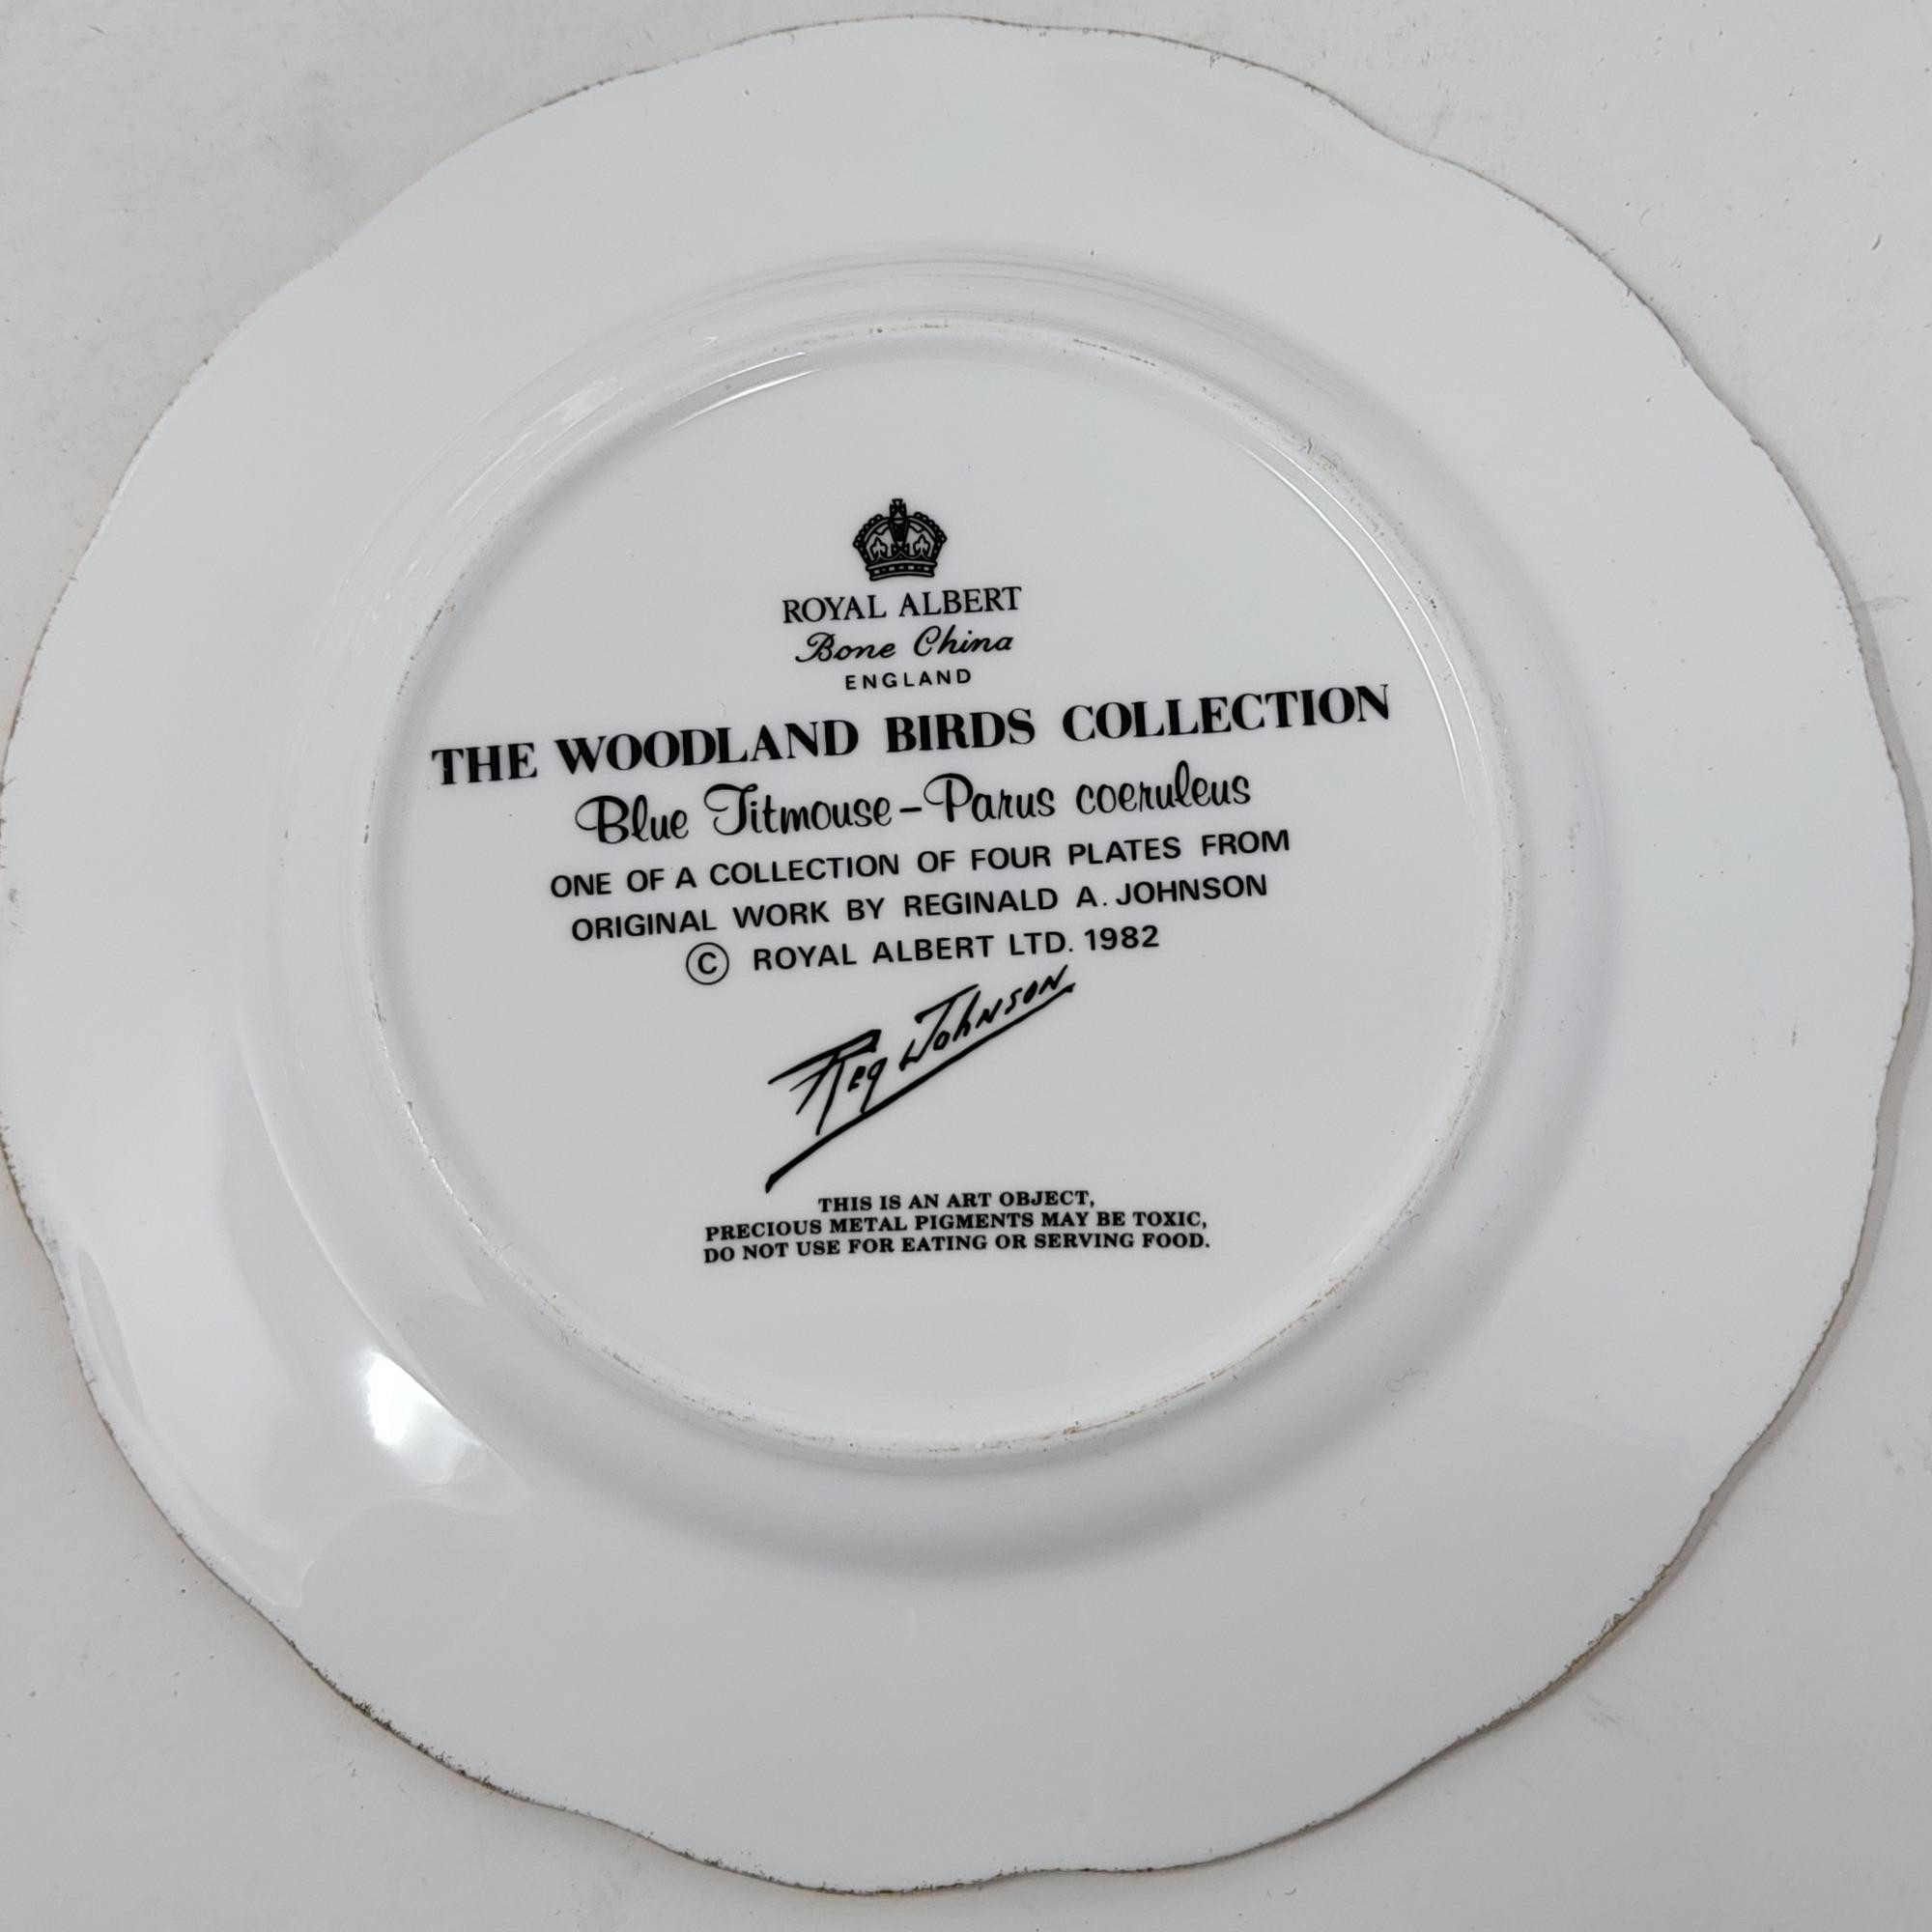 ROYAL ALBERT
Bone China
ENGLAND
THE WOODLAND BIRDS COLLECTION
Blue Titmouse – Parus coeruleus
ONE OF A COLLECTION OF FOUR PLATES FROM
ORIGINAL WORK BY REGINALD A. JOHNSON
© ROYAL ALBERT LTD. 1982
Reg Johnson
THIS IS AN ART OBJECT,
PRECIOUS METAL PIGMENTS MAY BE TOXIC,
DO NOT USE FOR EATING OR SERVING FOOD.